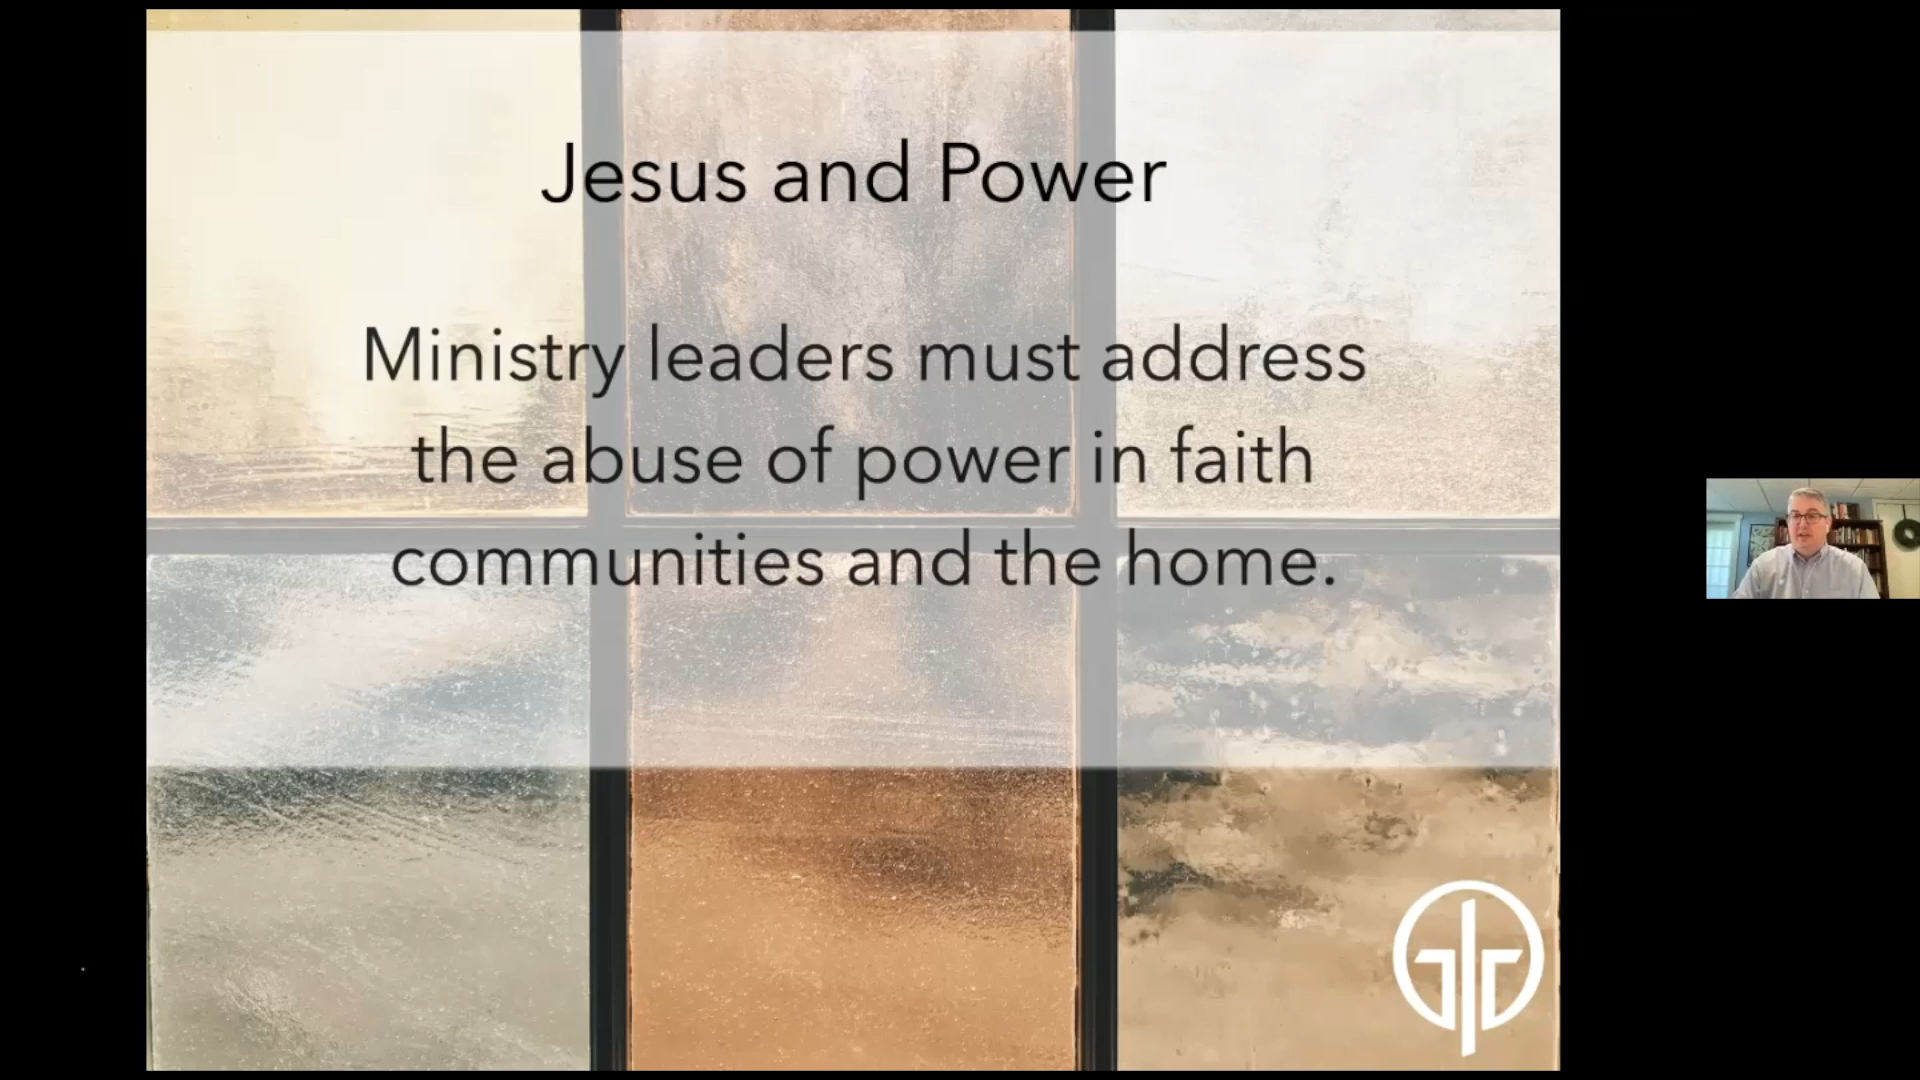 Jesus and Power
Ministry leaders must address
the abuse of power in faith
communities and the home.